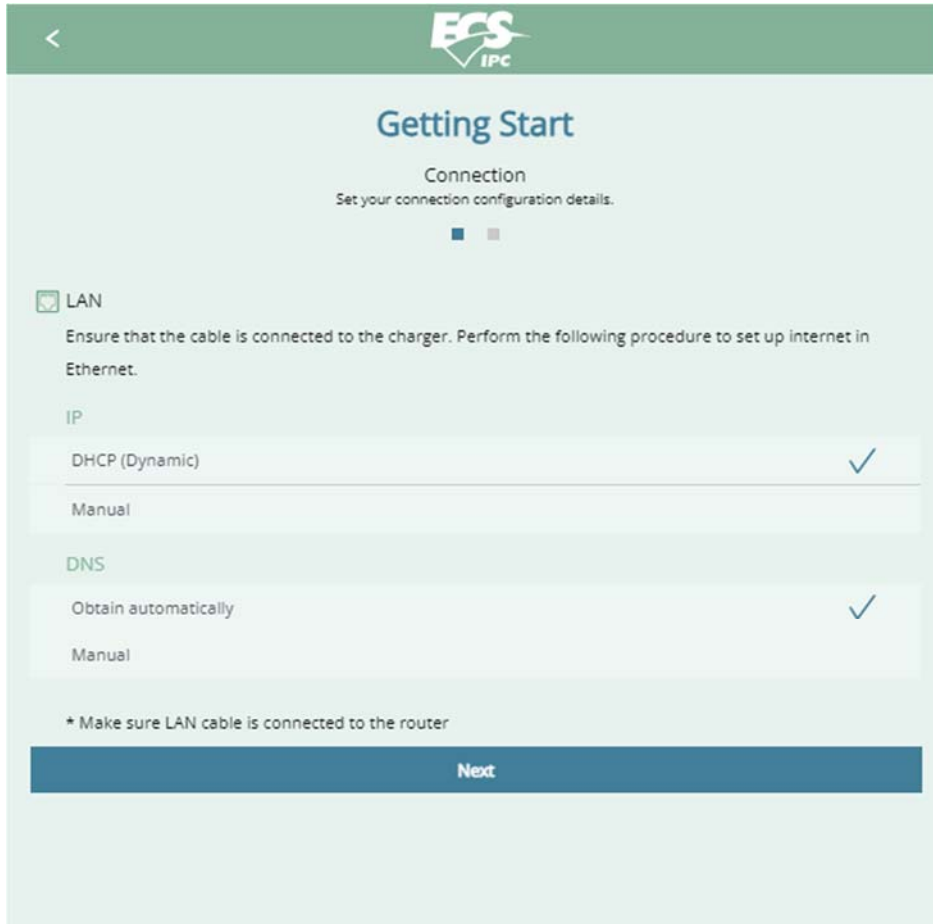 <
ECS
IPC
Getting Start
Connection
Set your connection configuration details.
LAN
Ensure that the cable is connected to the charger. Perform the following procedure to set up internet in
Ethernet.
IP
DHCP (Dynamic)
Manual
DNS
Obtain automatically
Manual
* Make sure LAN cable is connected to the router
Next